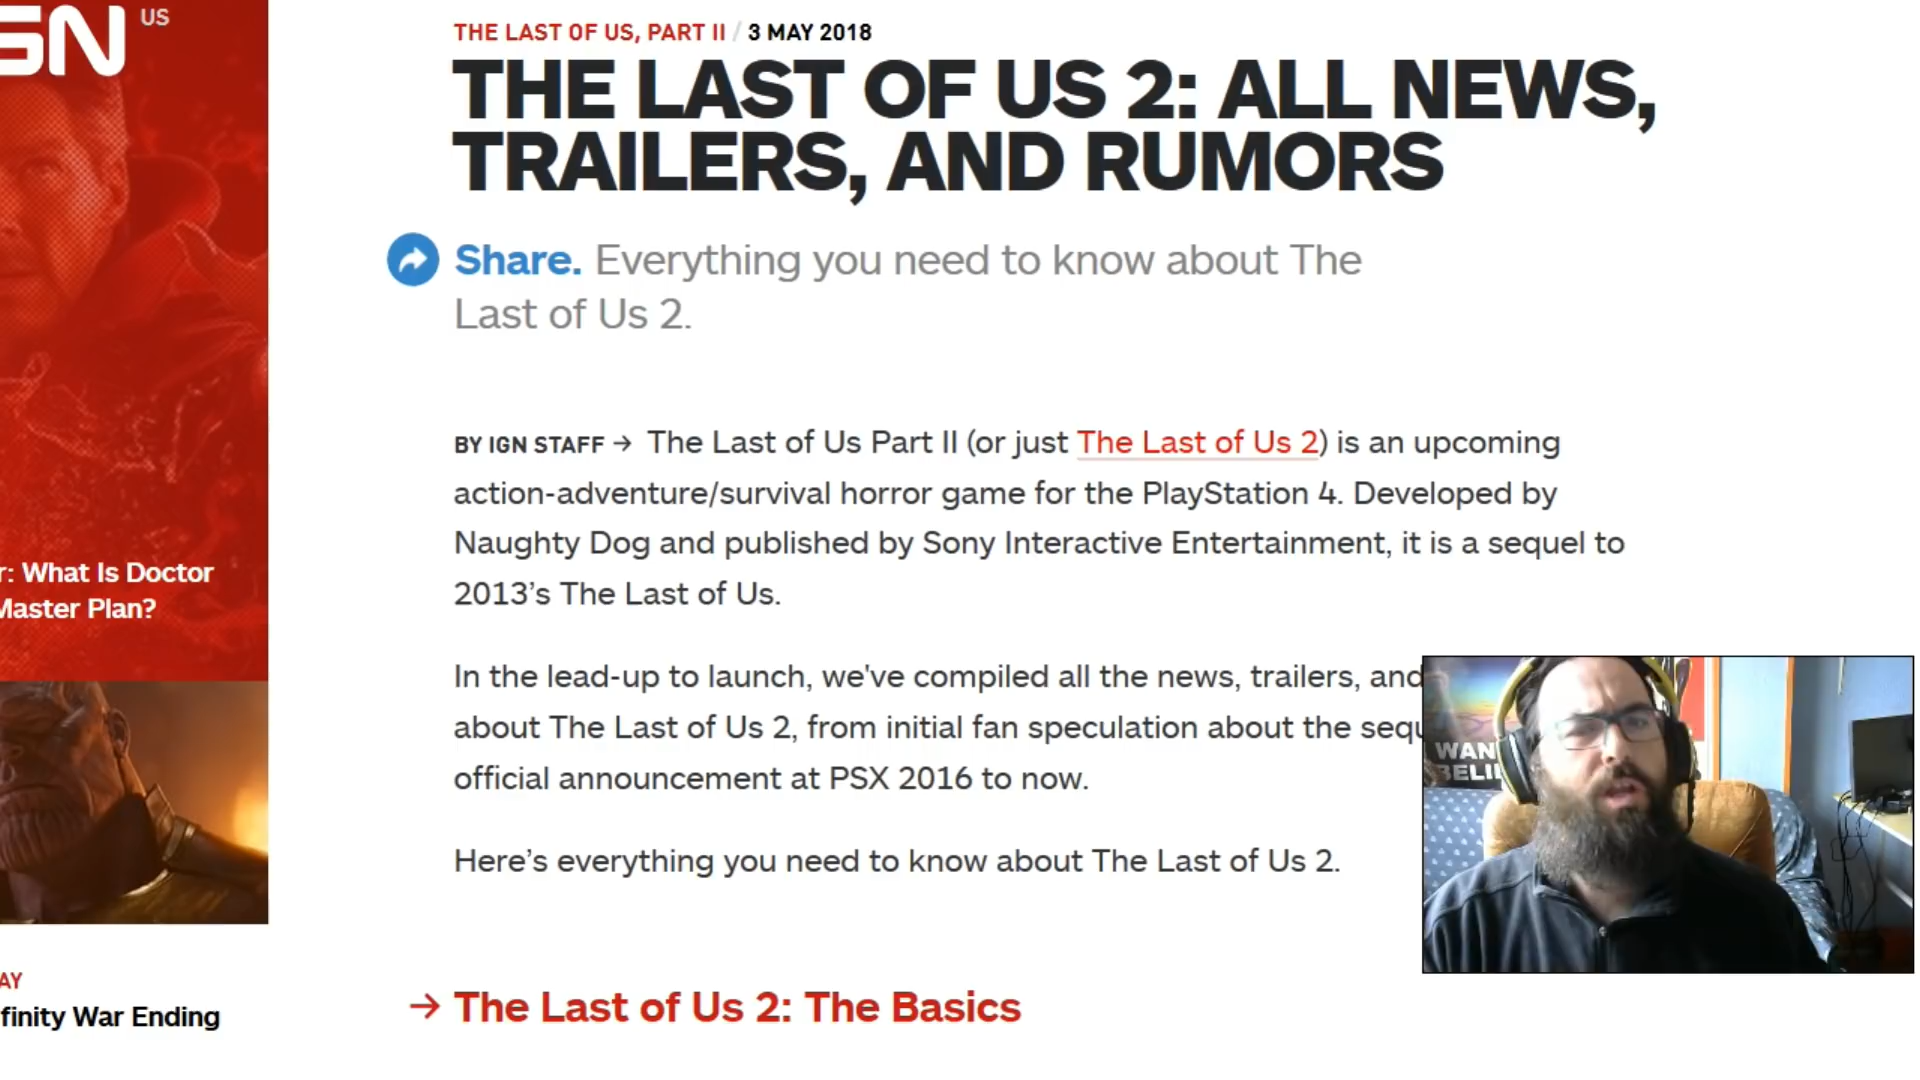 US
THE LAST OF US, PART II / 3 MAY 2018
THE LAST OF US 2: ALL NEWS,
TRAILERS, AND RUMORS
Share. Everything you need to know about The
Last of Us 2.
BY IGN STAFF → The Last of Us Part II (or just The Last of Us 2) is an upcoming
action-adventure/survival horror game for the PlayStation 4. Developed by
Naughty Dog and published by Sony Interactive Entertainment, it is a sequel to
2013's The Last of Us.
In the lead-up to launch, we've compiled all the news, trailers, and
about The Last of Us 2, from initial fan speculation about the sequ
official announcement at PSX 2016 to now.
Here's everything you need to know about The Last of Us 2.
→ The Last of Us 2: The Basics
GN
r: What Is Doctor
Master Plan?
AY
finity War Ending
WAN
BELI